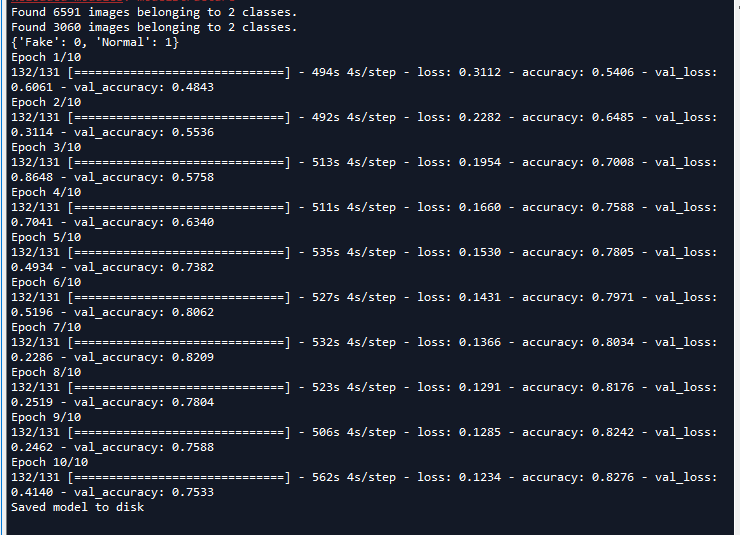 Found 6591 images belonging to 2 classes.
Found 3060 images belonging to 2 classes.
{'Fake': 0, 'Normal': 1}
Epoch 1/10
132/131 [==============================] - 494s 4s/step - loss: 0.3112 - accuracy: 0.5406 - val_loss:
0.6061 - val_accuracy: 0.4843
Epoch 2/10
132/131 [==============================] - 492s 4s/step - loss: 0.2282 - accuracy: 0.6485 - val_loss:
0.3114 - val_accuracy: 0.5536
Epoch 3/10
132/131 [==============================] - 513s 4s/step - loss: 0.1954 - accuracy: 0.7008 - val_loss:
0.8648 - val_accuracy: 0.5758
Epoch 4/10
132/131 [==============================] - 511s 4s/step - loss: 0.1660 - accuracy: 0.7588 - val_loss:
0.7041 - val_accuracy: 0.6340
Epoch 5/10
132/131 [==============================] - 535s 4s/step - loss: 0.1530 - accuracy: 0.7805 - val_loss:
0.4934 - val_accuracy: 0.7382
Epoch 6/10
132/131 [==============================] - 527s 4s/step - loss: 0.1431 - accuracy: 0.7971 - val_loss:
0.5196 - val_accuracy: 0.8062
Epoch 7/10
132/131 [==============================] - 532s 4s/step - loss: 0.1366 - accuracy: 0.8034 - val_loss:
0.2286 - val_accuracy: 0.8209
Epoch 8/10
132/131 [==============================] - 523s 4s/step - loss: 0.1291 - accuracy: 0.8176 - val_loss:
0.2519 - val_accuracy: 0.7804
Epoch 9/10
132/131 [==============================] - 506s 4s/step - loss: 0.1285 - accuracy: 0.8242 - val_loss:
0.2462 - val_accuracy: 0.7588
Epoch 10/10
132/131 [==============================] - 562s 4s/step - loss: 0.1234 - accuracy: 0.8276 - val_loss:
0.4140 - val_accuracy: 0.7533
Saved model to disk